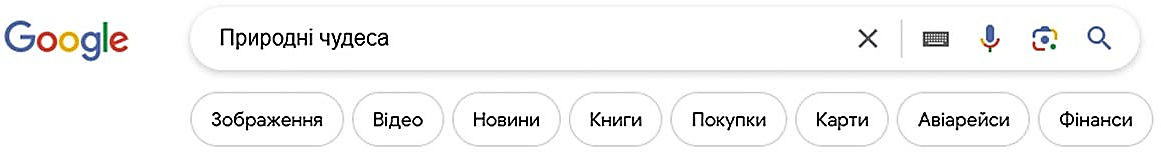 Google Природні чудеса
Зображення Відео Новини Книги Покупки Карти Авіарейси Фінанси